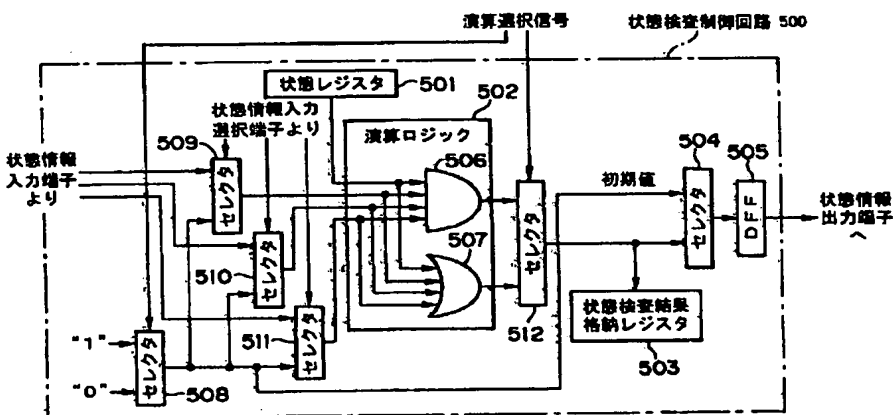 演算選択信号
状態検査制御回路 500
状態レジスタ
501
状態情報入力
選択端子より
502
演算ロジック
509
506
504
505
状態情報
入力端子
より
セレクタ
初期値
セレクタ
DFF
状態情報
出力端子
へ
セレクタ
510
507
セレクタ
512
状態検査結果
格納レジスタ
503
セレクタ
511
"1"
"0"
セレクタ
508